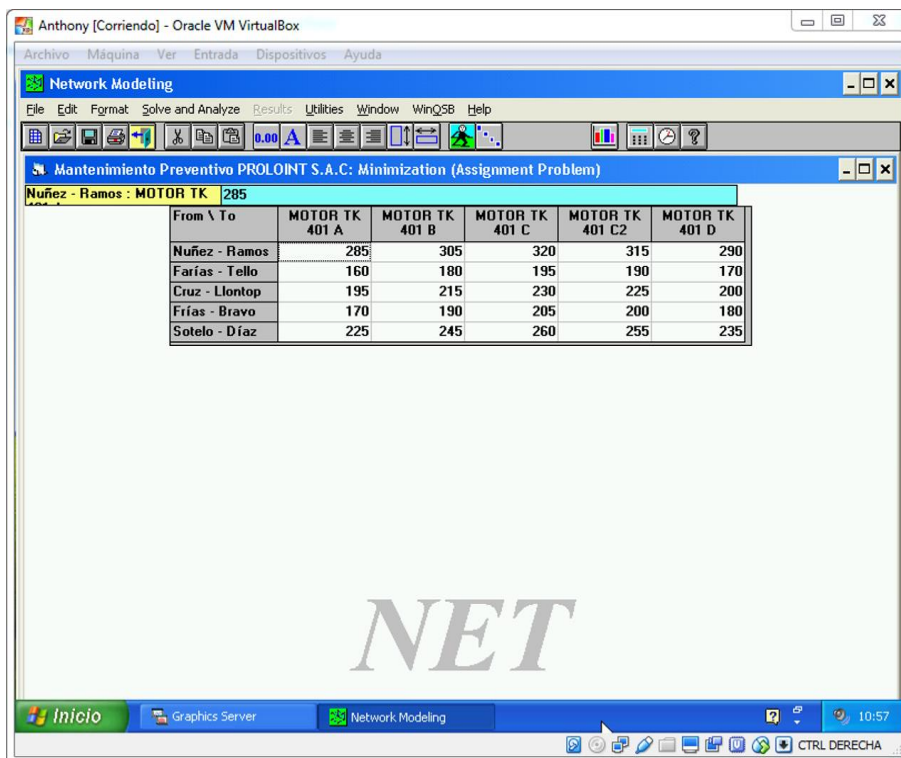 Anthony [Corriendo] - Oracle VM VirtualBox
Archivo Máquina Ver Entrada Dispositivos Ayuda
Network Modeling
File Edit Format Solve and Analyze Results Utilities Window WinQSB Help
0.00 A
Mantenimiento Preventivo PROLOINT S.A.C: Minimization (Assignment Problem)
Nuñez - Ramos : MOTOR TK 285
From \ To MOTOR TK 401 A MOTOR TK 401 B MOTOR TK 401 C MOTOR TK 401 C2 MOTOR TK 401 D
Nuñez - Ramos 285 305 320 315 290
Farías - Tello 160 180 195 190 170
Cruz - Llontop 195 215 230 225 200
Frías - Bravo 170 190 205 200 180
Sotelo - Díaz 225 245 260 255 235
NET
Inicio Graphics Server Network Modeling 10:57
CTRL DERECHA